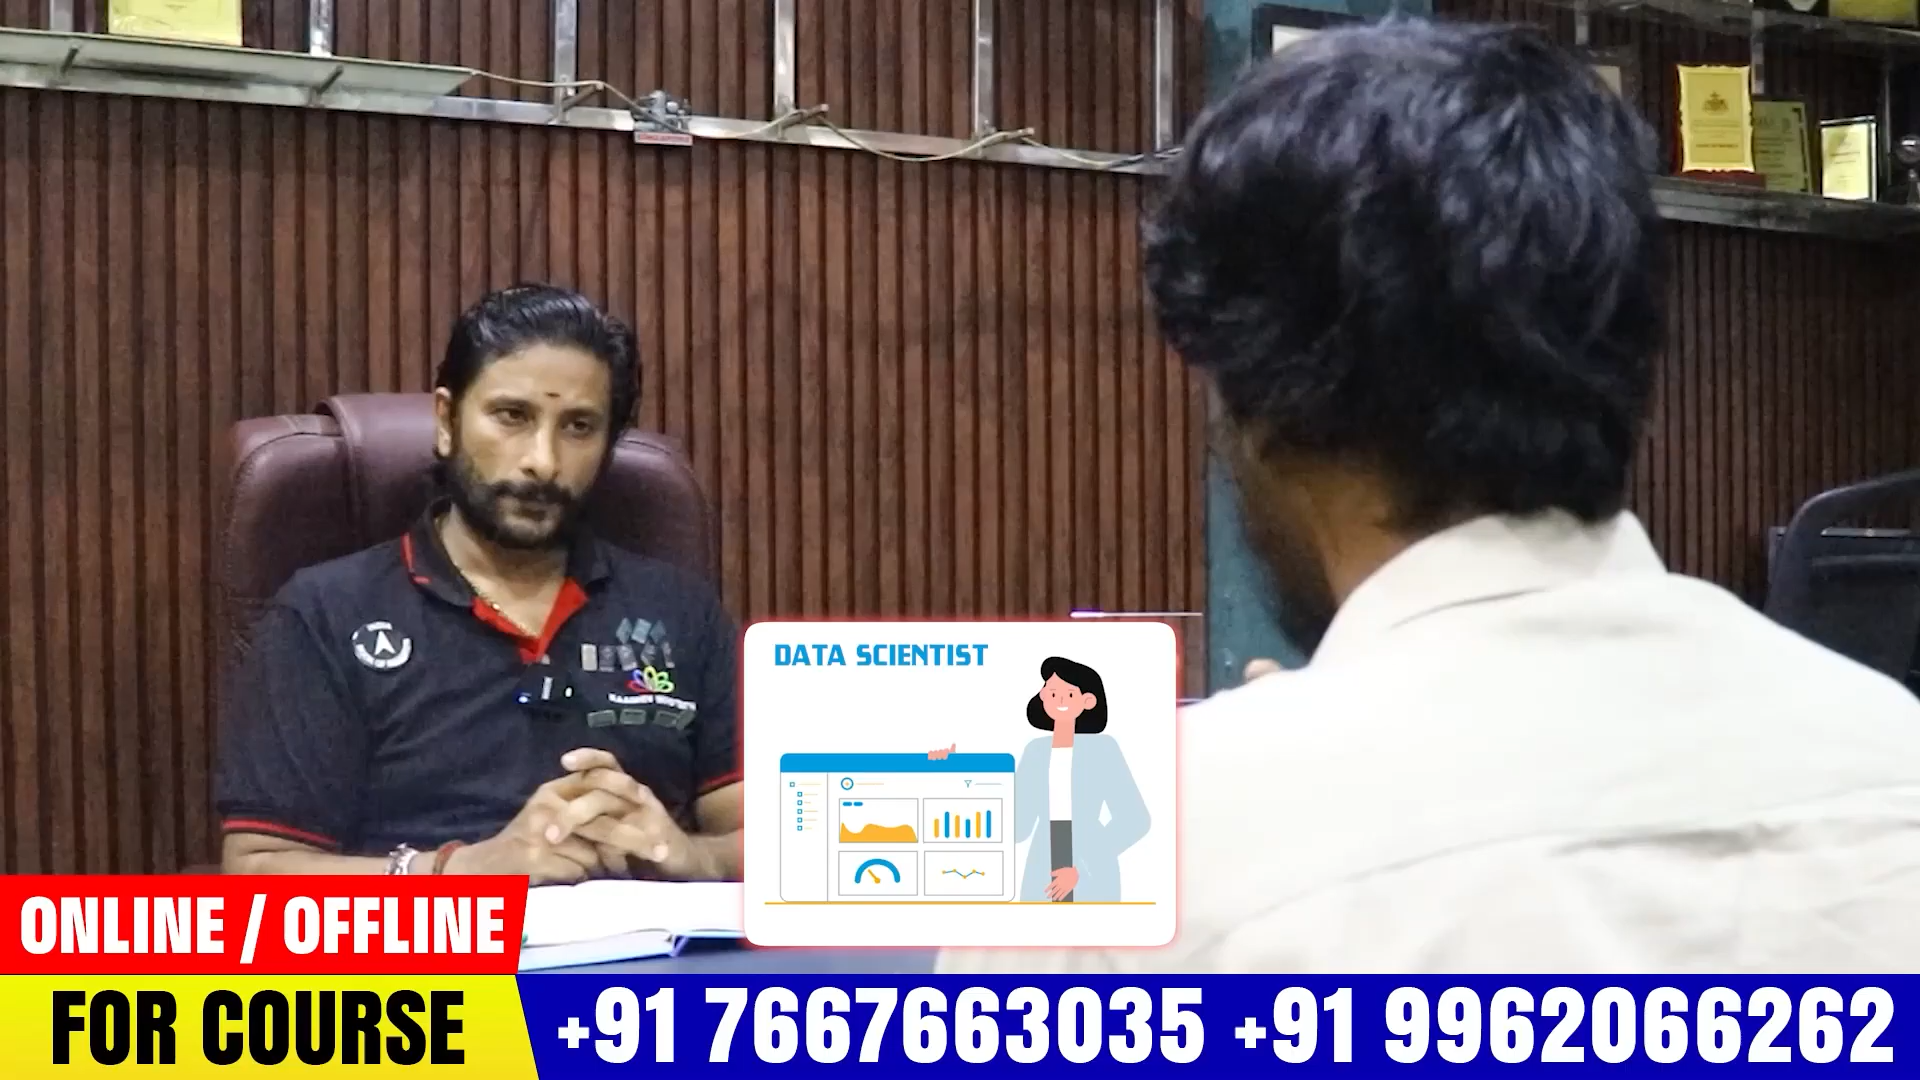 DATA SCIENTIST
ONLINE / OFFLINE
FOR COURSE
+91 7667663035 +91 9962066262